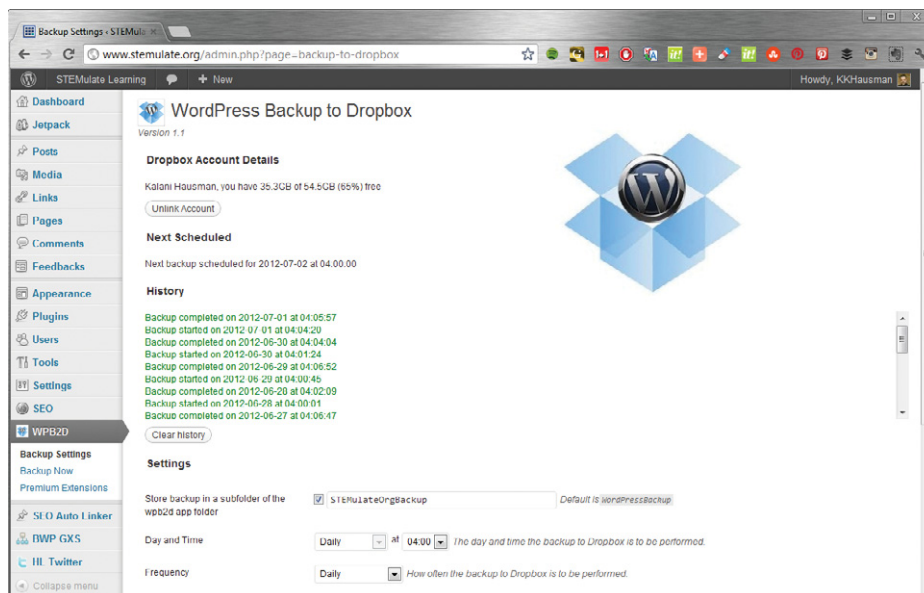 Backup Settings ‹ STEMula
www.stemulate.org/admin.php?page=backup-to-dropbox
STEMulate Learning
+ New
Howdy, KKHausman
Dashboard
Jetpack
Posts
Media
Links
Pages
Comments
Feedbacks
Appearance
Plugins
Users
Tools
Settings
SEO
WPB2D
Backup Settings
Backup Now
Premium Extensions
SEO Auto Linker
BWP GXS
Twitter
Collapse menu
WordPress Backup to Dropbox
Version 1.1
Dropbox Account Details
Kalani Hausman, you have 35.3GB of 54.5GB (65%) free
Unlink Account
Next Scheduled
Next backup scheduled for 2012-07-02 at 04:00:00
History
Backup completed on 2012-07-01 at 04:05:57
Backup started on 2012-07-01 at 04:04:20
Backup completed on 2012-06-30 at 04:04:04
Backup started on 2012-06-30 at 04:01:24
Backup completed on 2012-06-29 at 04:06:52
Backup started on 2012-06-29 at 04:00:45
Backup completed on 2012-06-28 at 04:02:09
Backup started on 2012-06-28 at 04:00:01
Backup completed on 2012-06-27 at 04:06:47
Clear history
Settings
Store backup in a subfolder of the
wpb2d app folder
STEMulateOrgBackup
Default is WordPressBackup
Day and Time
Daily at 04:00 The day and time the backup to Dropbox is to be performed.
Frequency
Daily How often the backup to Dropbox is to be performed.